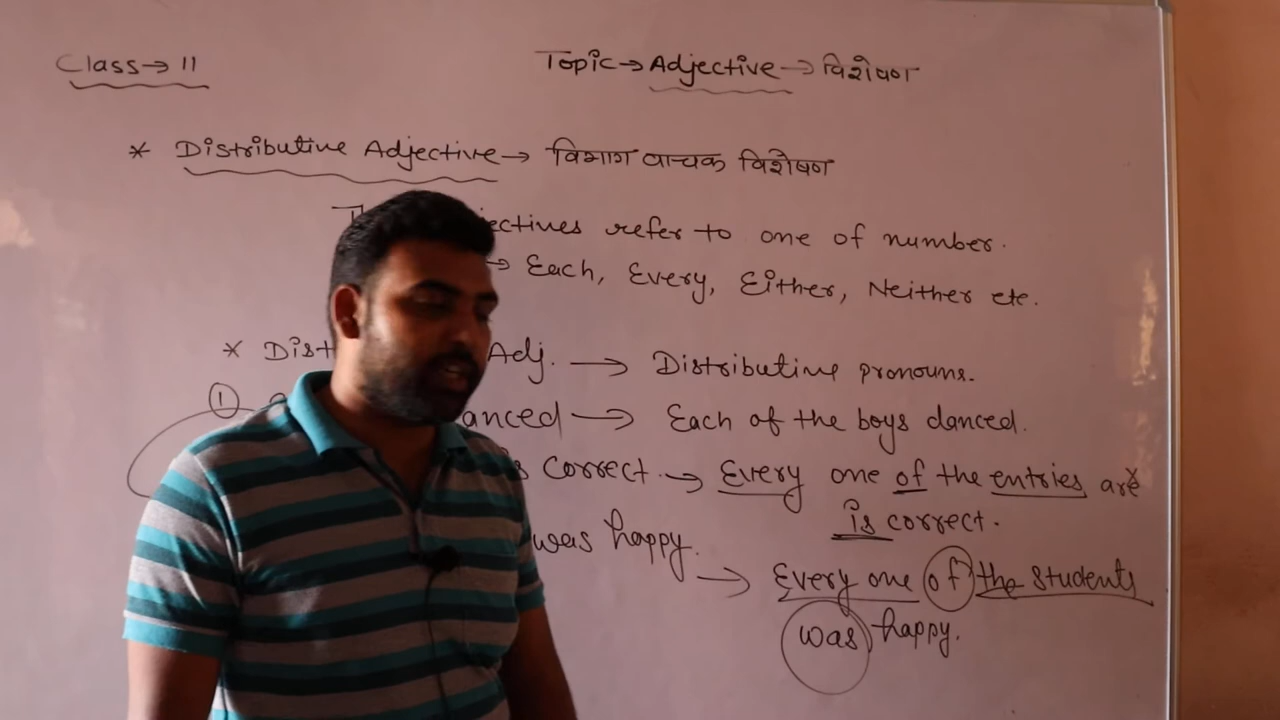 Class → 11
Topic → Adjective → विशेषण
* Distributive Adjective → विभाग वाचक विशेषण
ectives refer to one of number.
→ Each, Every, Either, Neither etc.
* Dist Adj. → Distributive pronouns.
① anced → Each of the boys danced.
s correct. → Every one of the entries are
is correct.
was happy.
→ Every one of the students
was happy.